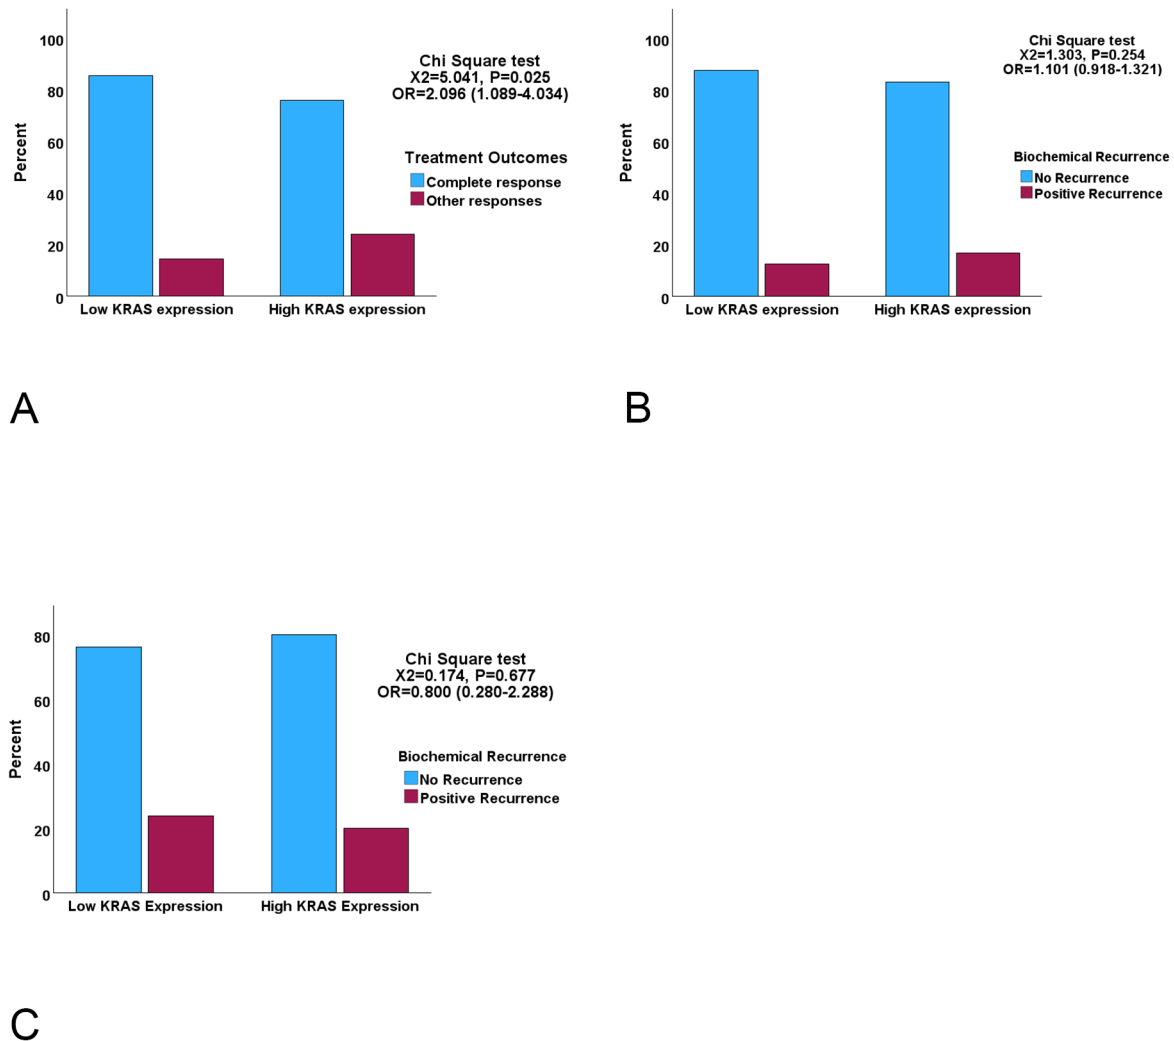 100
80
60
40
20
0
Percent
Chi Square test
X2=5.041, P=0.025
OR=2.096 (1.089-4.034)
Treatment Outcomes
Complete response
Other responses
Low KRAS expression
High KRAS expression
A
100
80
60
40
20
0
Percent
Chi Square test
X2=1.303, P=0.254
OR=1.101 (0.918-1.321)
Biochemical Recurrence
No Recurrence
Positive Recurrence
Low KRAS expression
High KRAS expression
B
80
60
40
20
0
Percent
Chi Square test
X2=0.174, P=0.677
OR=0.800 (0.280-2.288)
Biochemical Recurrence
No Recurrence
Positive Recurrence
Low KRAS Expression
High KRAS Expression
C